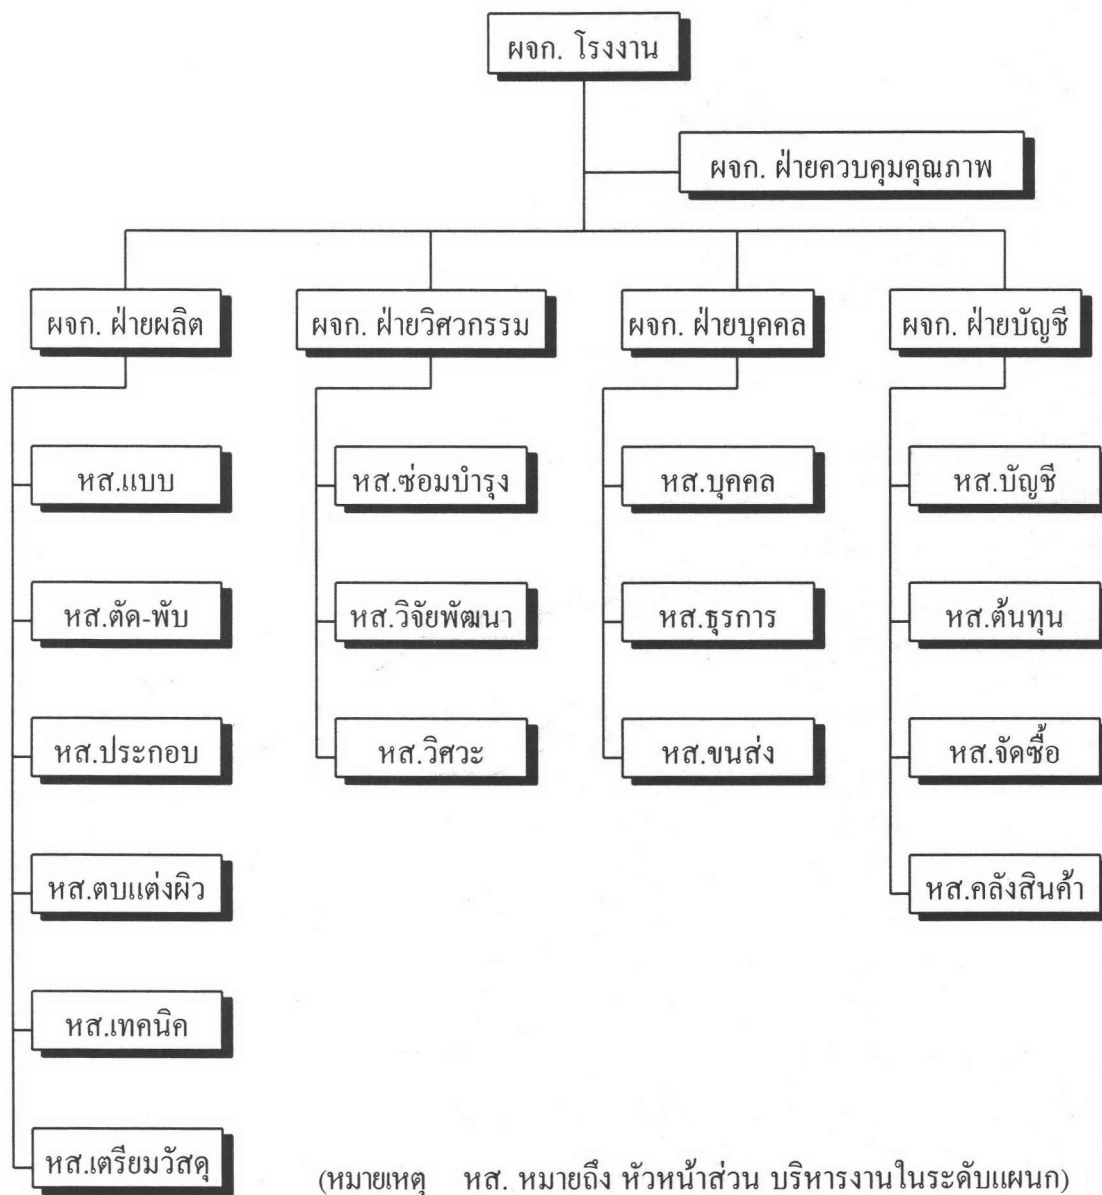 ผจก. โรงงาน
ผจก. ฝ่ายควบคุมคุณภาพ
ผจก. ฝ่ายผลิต
ผจก. ฝ่ายวิศวกรรม
ผจก. ฝ่ายบุคคล
ผจก. ฝ่ายบัญชี
หส.แบบ
หส.ซ่อมบำรุง
หส.บุคคล
หส.บัญชี
หส.ตัด-พับ
หส.วิจัยพัฒนา
หส.ธุรการ
หส.ต้นทุน
หส.ประกอบ
หส.วิศวะ
หส.ขนส่ง
หส.จัดซื้อ
หส.ตบแต่งผิว
หส.คลังสินค้า
หส.เทคนิค
หส.เตรียมวัสดุ
(หมายเหตุ หส. หมายถึง หัวหน้าส่วน บริหารงานในระดับแผนก)